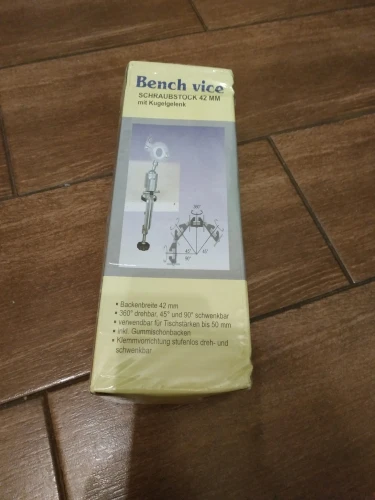 Bench vice
SCHRAUBSTOCK 42 MM
mit Kugelgelenk
• Backenbreite 42 mm
• 360° drehbar, 45° und 90° schwenkbar
• verwendbar für Tischstärken bis 50 mm
• inkl. Gummischonbacken
• Klemmvorrichtung stufenlos dreh- und
schwenkbar